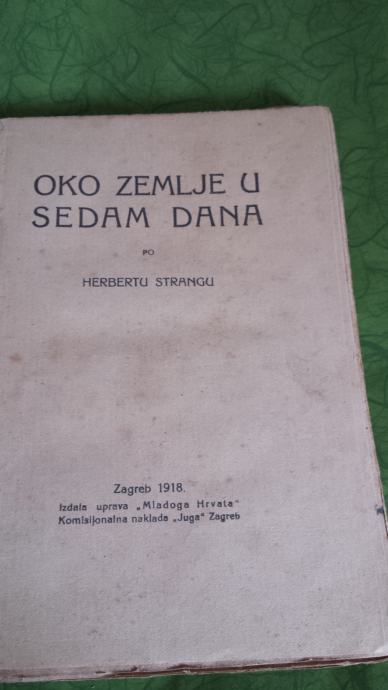 OKO ZEMLJE U
SEDAM DANA
PO
HERBERTU STRANGU
Zagreb 1918.
Izdala uprava „Mladoga Hrvata“
Komisijonalna naklada „Juga“ Zagreb